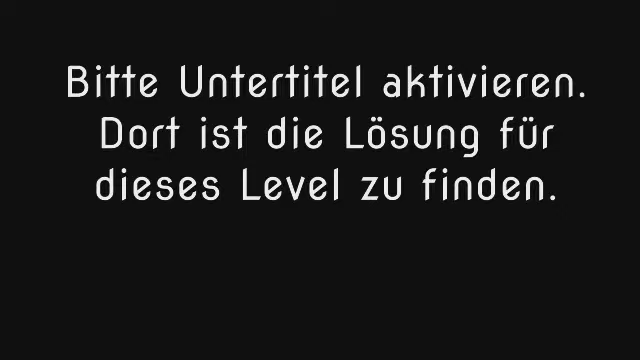 Bitte Untertitel aktivieren.
Dort ist die Lösung für
dieses Level zu finden.